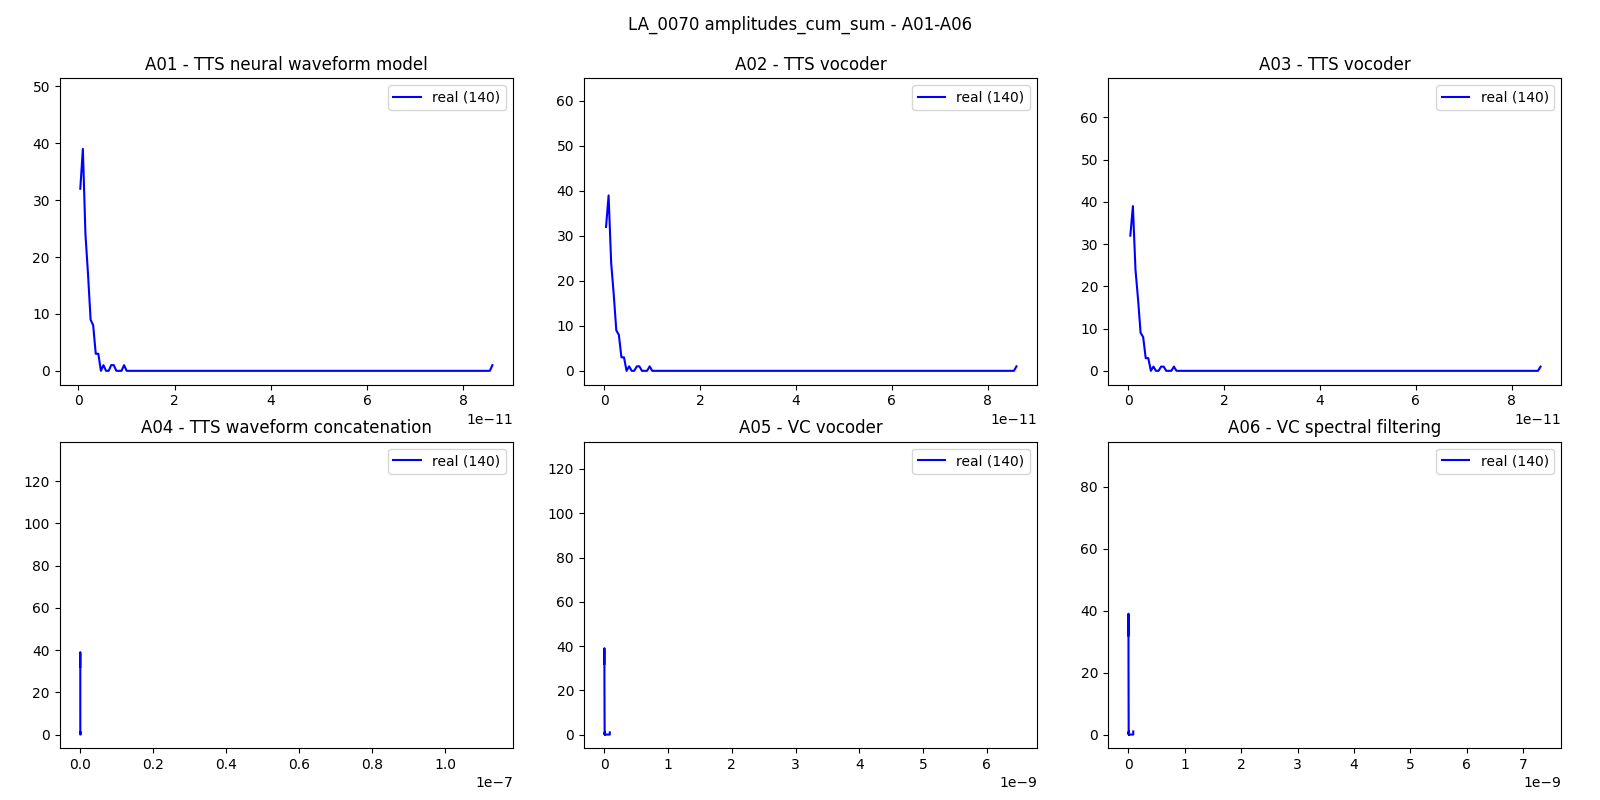 LA_0070 amplitudes_cum_sum - A01-A06
A01 - TTS neural waveform model
A02 - TTS vocoder
A03 - TTS vocoder
real (140)
real (140)
real (140)
50
40
30
20
10
0
60
50
40
30
20
10
0
60
50
40
30
20
10
0
0 2 4 6 8
1e−11
0 2 4 6 8
1e−11
0 2 4 6 8
1e−11
A04 - TTS waveform concatenation
A05 - VC vocoder
A06 - VC spectral filtering
real (140)
real (140)
real (140)
120
100
80
60
40
20
0
120
100
80
60
40
20
0
80
60
40
20
0
0.0 0.2 0.4 0.6 0.8 1.0
1e−7
0 1 2 3 4 5 6
1e−9
0 1 2 3 4 5 6 7
1e−9